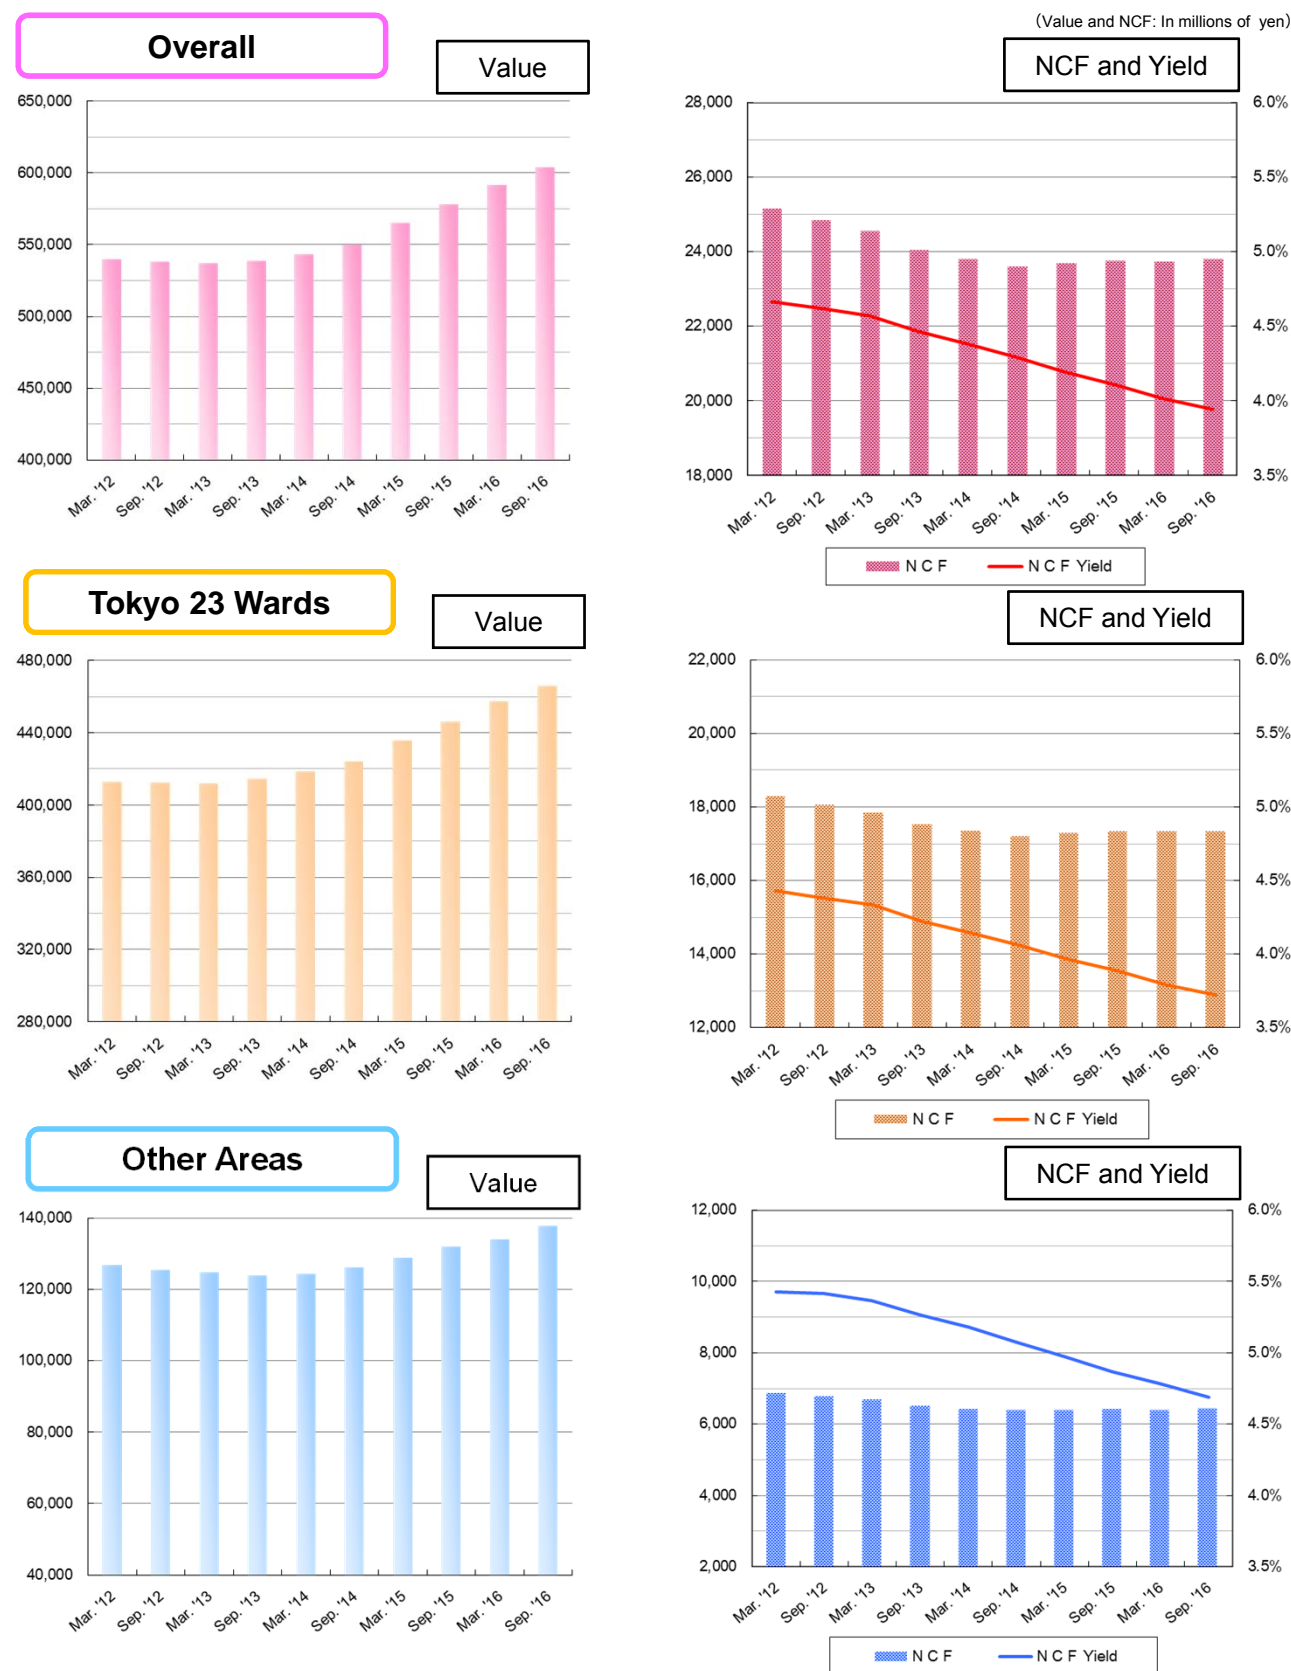 (Value and NCF: In millions of yen)
Overall
Value
NCF and Yield
650,000
600,000
550,000
500,000
450,000
400,000
Mar. '12
Sep. '12
Mar. '13
Sep. '13
Mar. '14
Sep. '14
Mar. '15
Sep. '15
Mar. '16
Sep. '16
28,000
26,000
24,000
22,000
20,000
18,000
6.0%
5.5%
5.0%
4.5%
4.0%
3.5%
Mar. '12
Sep. '12
Mar. '13
Sep. '13
Mar. '14
Sep. '14
Mar. '15
Sep. '15
Mar. '16
Sep. '16
N C F
N C F Yield
Tokyo 23 Wards
Value
NCF and Yield
480,000
440,000
400,000
360,000
320,000
280,000
Mar. '12
Sep. '12
Mar. '13
Sep. '13
Mar. '14
Sep. '14
Mar. '15
Sep. '15
Mar. '16
Sep. '16
22,000
20,000
18,000
16,000
14,000
12,000
6.0%
5.5%
5.0%
4.5%
4.0%
3.5%
Mar. '12
Sep. '12
Mar. '13
Sep. '13
Mar. '14
Sep. '14
Mar. '15
Sep. '15
Mar. '16
Sep. '16
N C F
N C F Yield
Other Areas
Value
NCF and Yield
140,000
120,000
100,000
80,000
60,000
40,000
Mar. '12
Sep. '12
Mar. '13
Sep. '13
Mar. '14
Sep. '14
Mar. '15
Sep. '15
Mar. '16
Sep. '16
12,000
10,000
8,000
6,000
4,000
2,000
6.0%
5.5%
5.0%
4.5%
4.0%
3.5%
Mar. '12
Sep. '12
Mar. '13
Sep. '13
Mar. '14
Sep. '14
Mar. '15
Sep. '15
Mar. '16
Sep. '16
N C F
N C F Yield